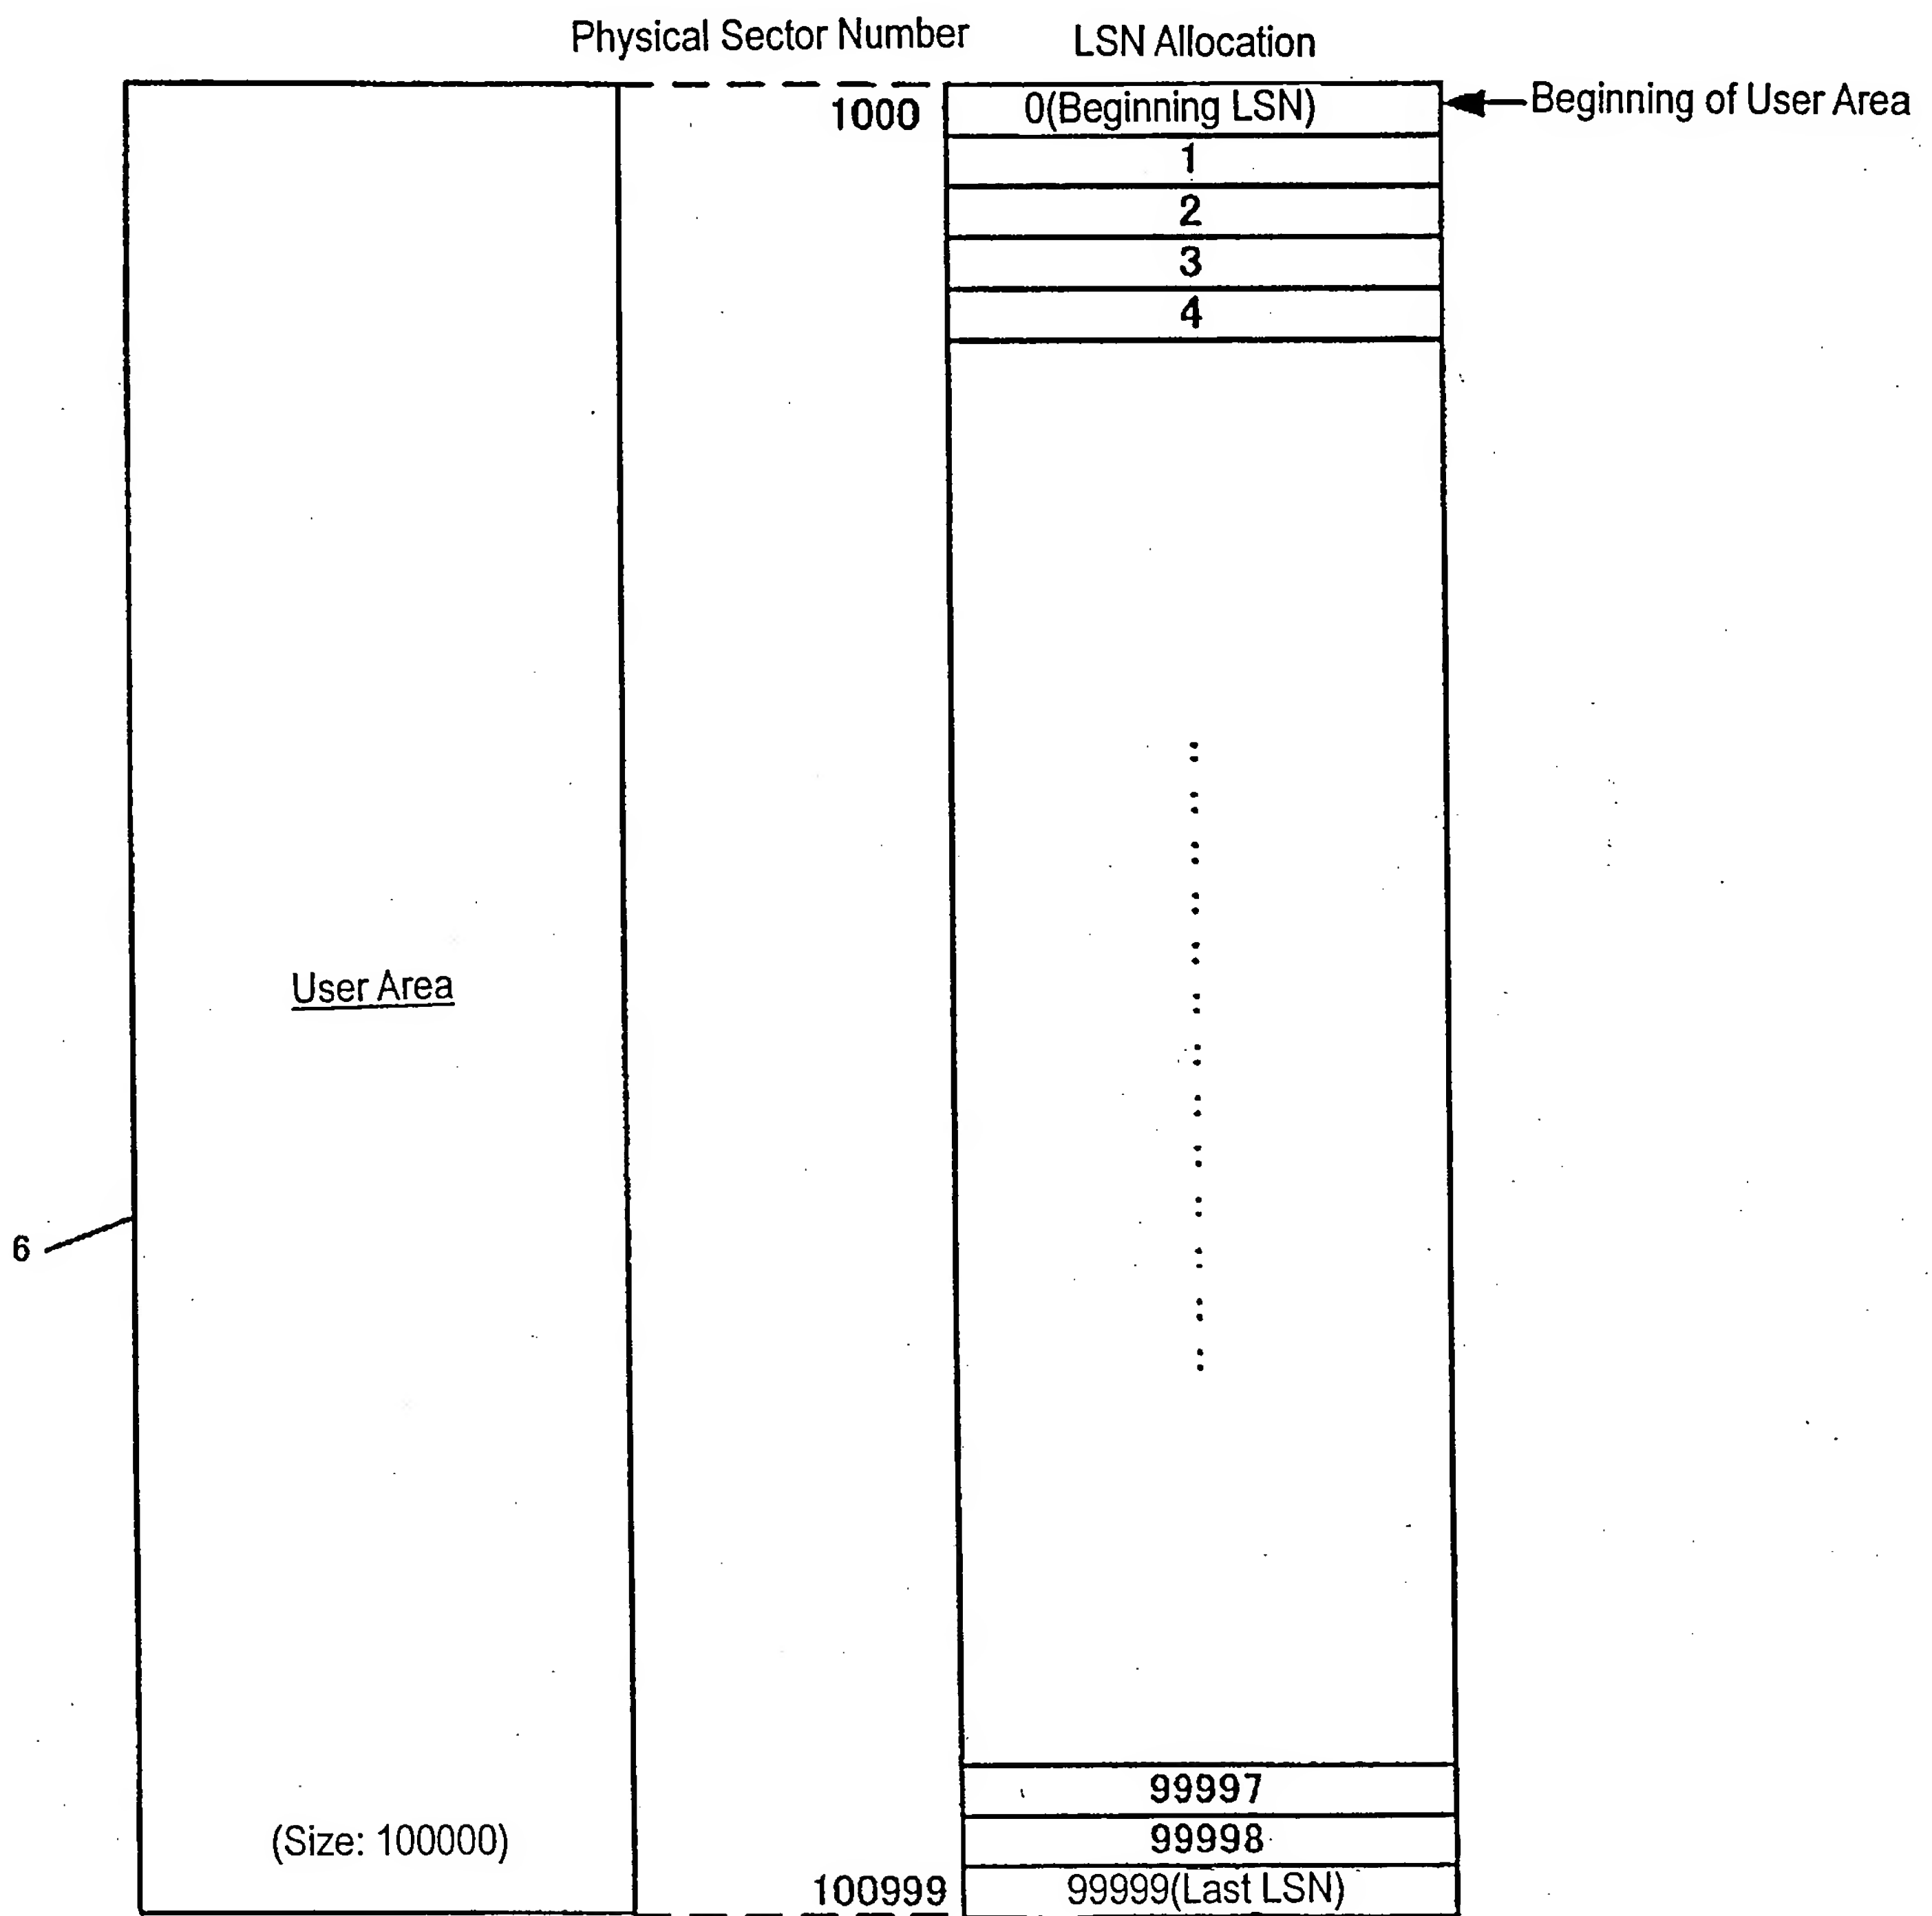 Physical Sector Number
LSN Allocation
1000
0(Beginning LSN)
Beginning of User Area
1
2
3
4
User Area
6
99997
(Size: 100000)
99998
100999
99999(Last LSN)